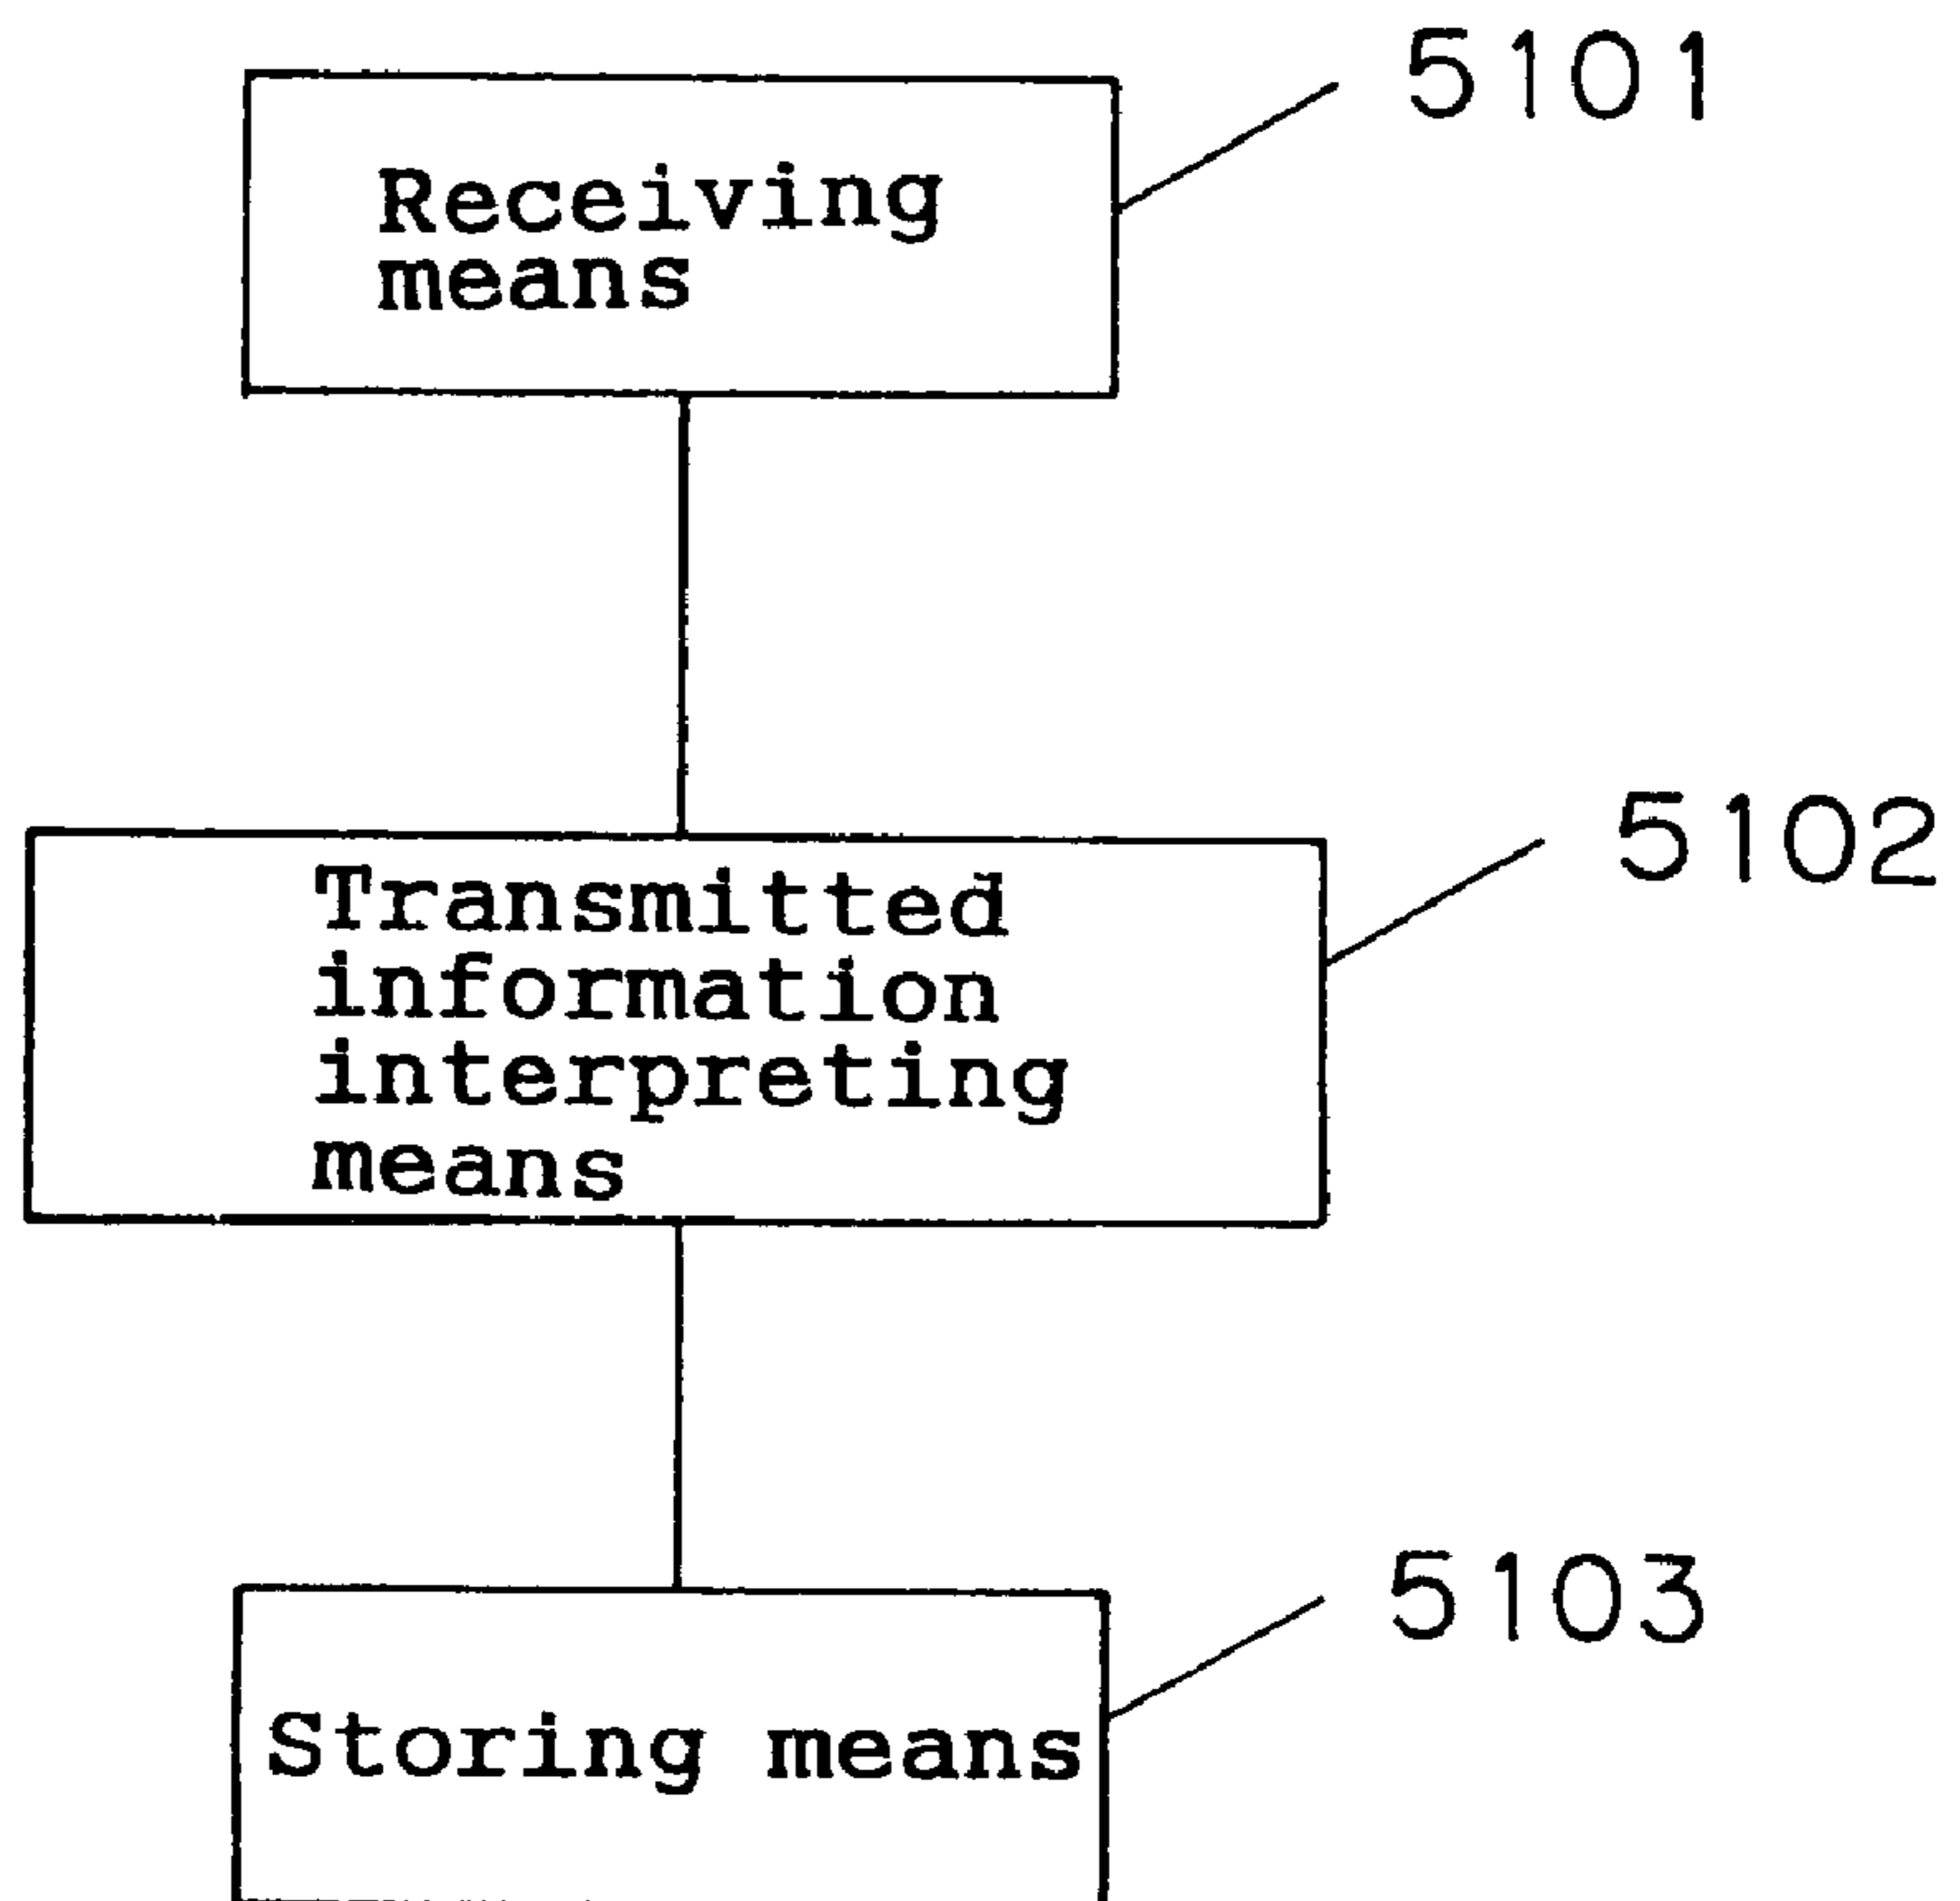 5101
Receiving
means
5102
Transmitted
information
interpreting
means
5103
Storing means